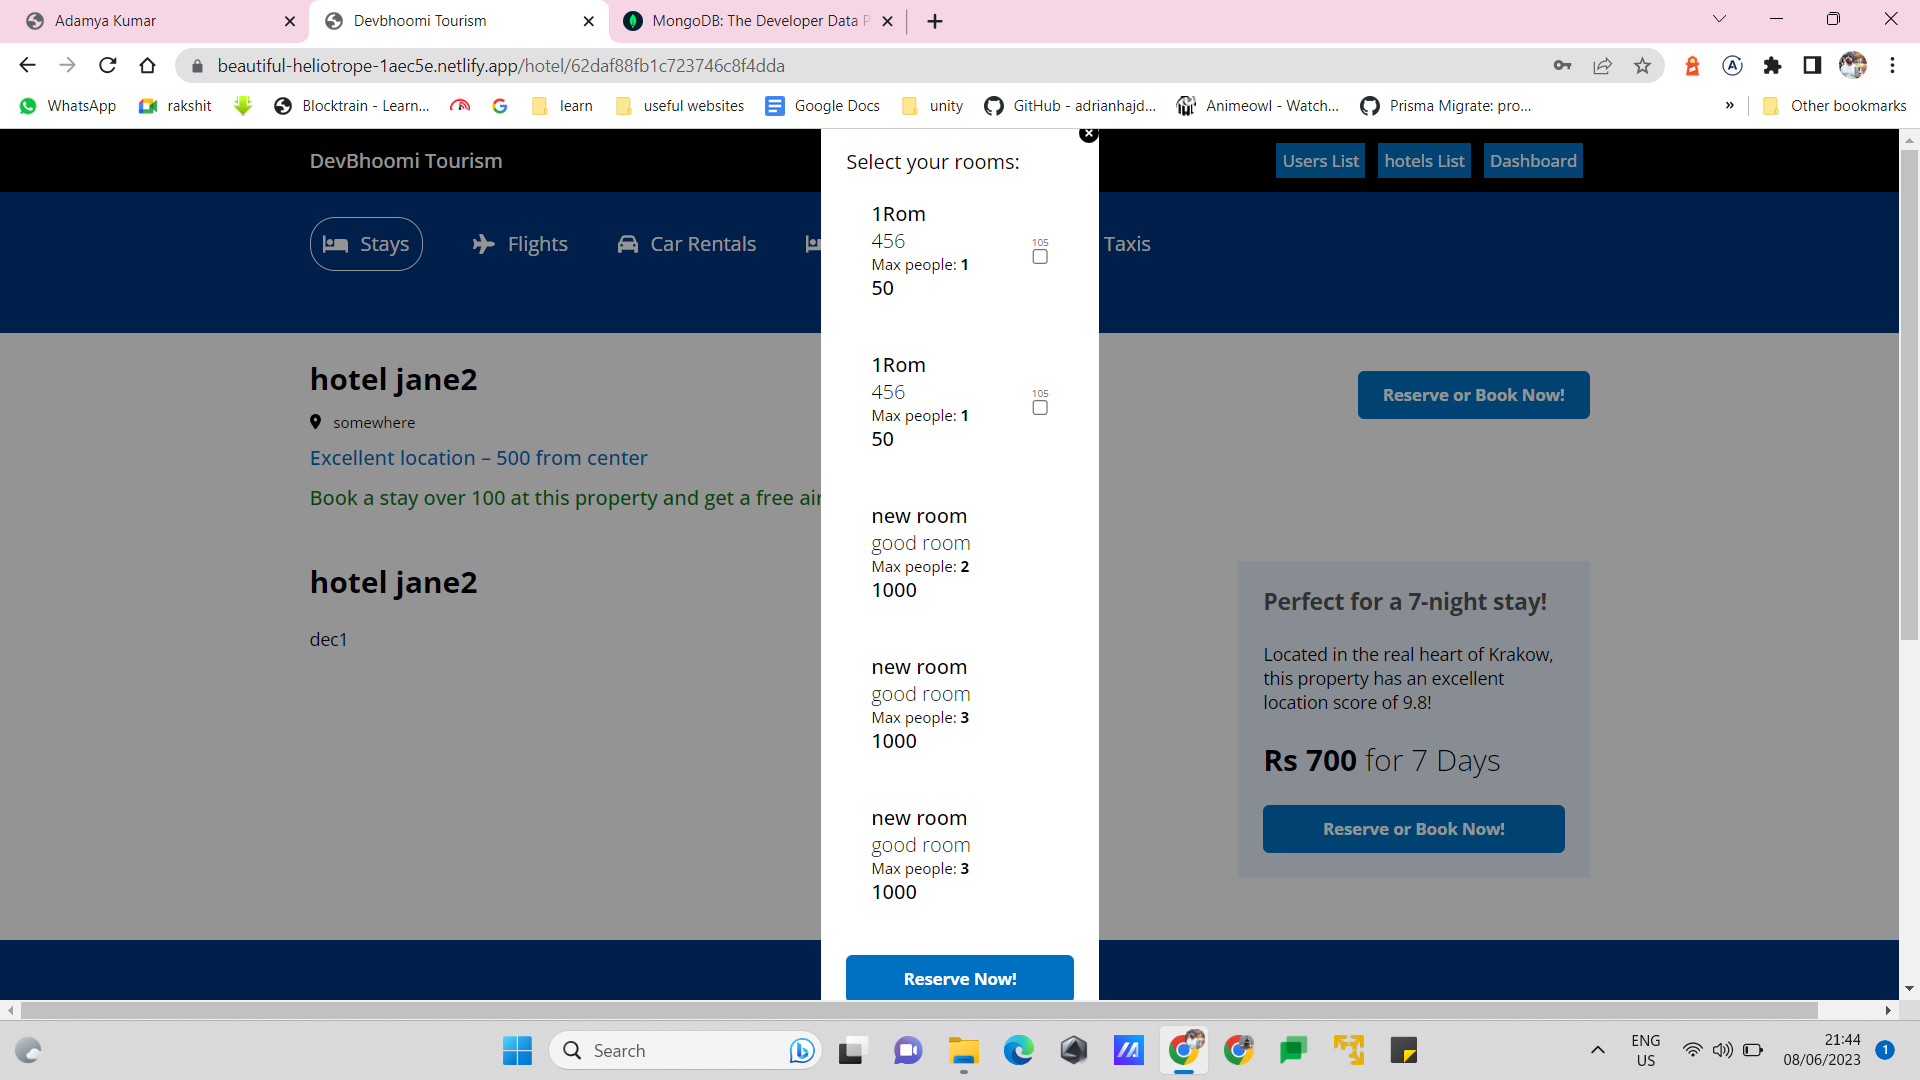 Adamya Kumar
Devbhoomi Tourism
MongoDB: The Developer Data P
beautiful-heliotrope-1aec5e.netlify.app/hotel/62daf88fb1c723746c8f4dda
WhatsApp
rakshit
Blocktrain - Learn...
learn
useful websites
Google Docs
unity
GitHub - adrianhajd...
Animeowl - Watch...
Prisma Migrate: pro...
»
Other bookmarks
DevBhoomi Tourism
Users List
hotels List
Dashboard
Stays
Flights
Car Rentals
Taxis
hotel jane2
somewhere
Excellent location – 500 from center
Book a stay over 100 at this property and get a free air
Reserve or Book Now!
hotel jane2
dec1
Select your rooms:
1Rom
456
Max people: 1
50
105
1Rom
456
Max people: 1
50
105
new room
good room
Max people: 2
1000
new room
good room
Max people: 3
1000
new room
good room
Max people: 3
1000
Reserve Now!
Perfect for a 7-night stay!
Located in the real heart of Krakow,
this property has an excellent
location score of 9.8!
Rs 700 for 7 Days
Reserve or Book Now!
Search
ENG
US
21:44
08/06/2023
1